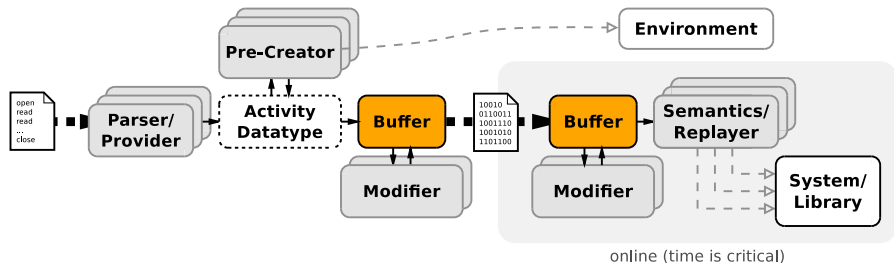 Pre-Creator
Environment
open
read
read
...
close
Parser/
Provider
Activity
Datatype
Buffer
10010
0110011
1001110
1001010
1101100
Buffer
Semantics/
Replayer
Modifier
Modifier
System/
Library
online (time is critical)